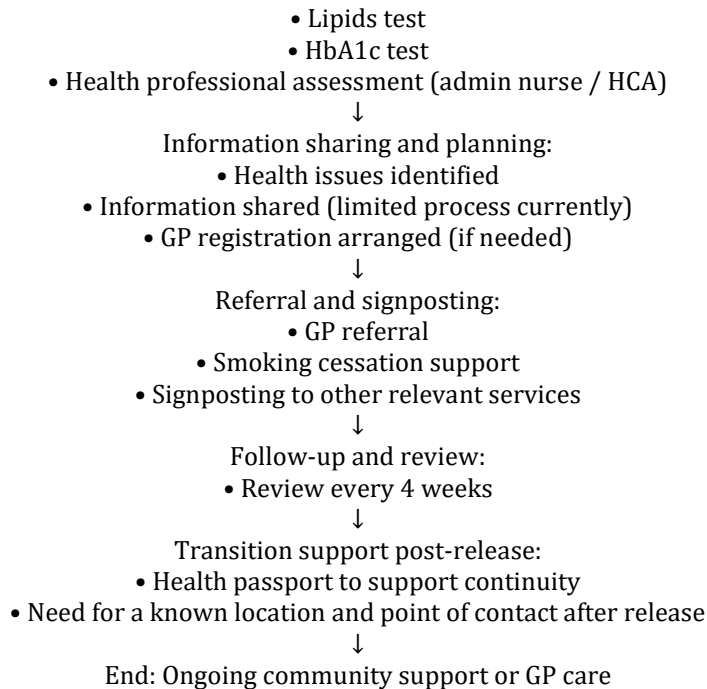 • Lipids test
• HbA1c test
• Health professional assessment (admin nurse / HCA)
↓
Information sharing and planning:
• Health issues identified
• Information shared (limited process currently)
• GP registration arranged (if needed)
↓
Referral and signposting:
• GP referral
• Smoking cessation support
• Signposting to other relevant services
↓
Follow-up and review:
• Review every 4 weeks
↓
Transition support post-release:
• Health passport to support continuity
• Need for a known location and point of contact after release
↓
End: Ongoing community support or GP care